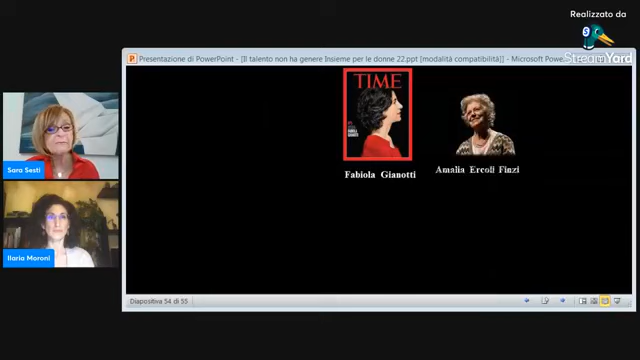 Realizzato da
StreamYard
Presentazione di PowerPoint - [Il talento non ha genere Insieme per le donne 22.ppt [modalità compatibilità]] - Microsoft Powe
TIME
Fabiola Gianotti
Amalia Ercoli Finzi
Sara Sesti
Ilaria Moroni
Diapositiva 54 di 55